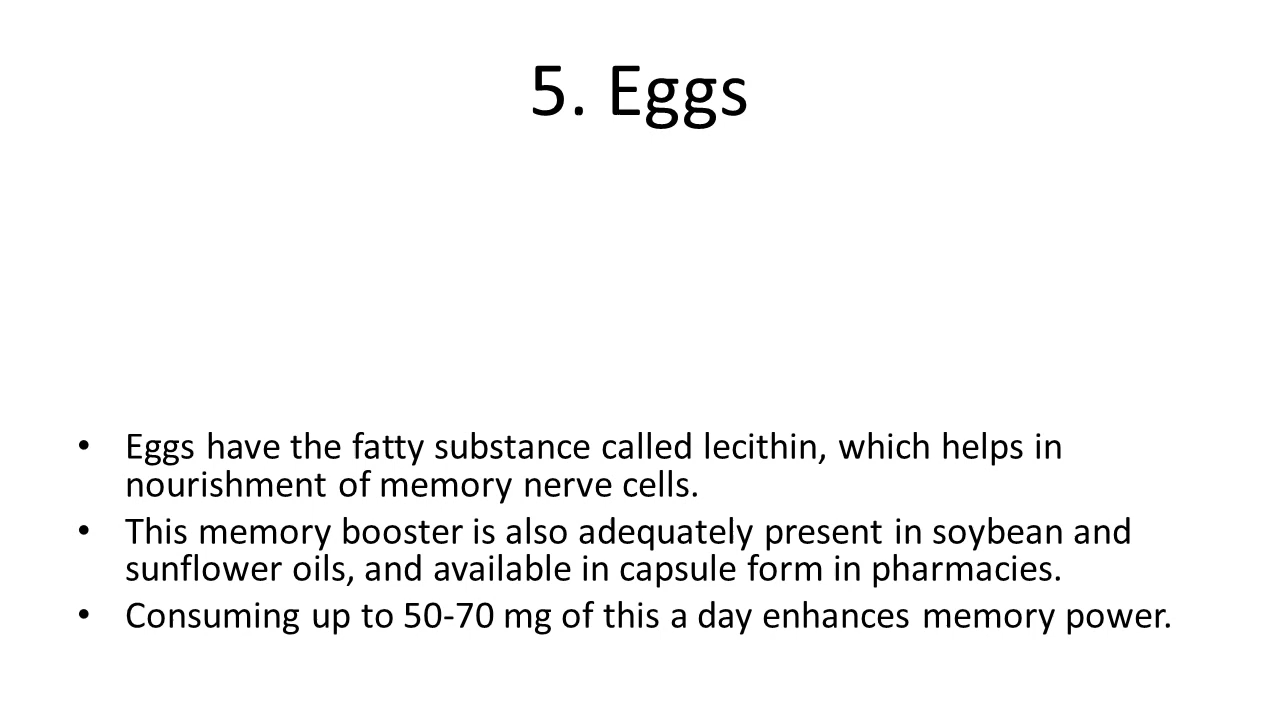 5. Eggs
• Eggs have the fatty substance called lecithin, which helps in
nourishment of memory nerve cells.
• This memory booster is also adequately present in soybean and
sunflower oils, and available in capsule form in pharmacies.
• Consuming up to 50-70 mg of this a day enhances memory power.